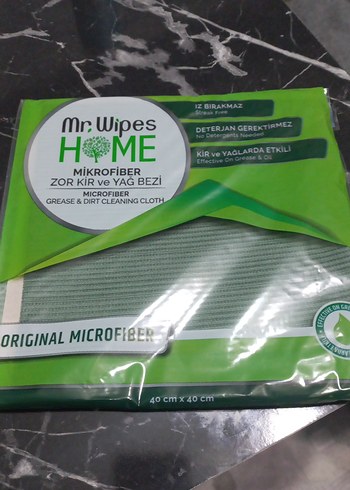 Mr. Wipes
HOME
MİKROFİBER
ZOR KİR ve YAĞ BEZİ
MICROFIBER
GREASE & DIRT CLEANING CLOTH
İZ BIRAKMAZ
Streak Free
DETERJAN GEREKTİRMEZ
No Detergents Needed
KİR ve YAĞLARDA ETKİLİ
Effective On Grease & Oil
ORIGINAL MICROFIBER
EFFECTIVE ON
40 cm x 40 cm